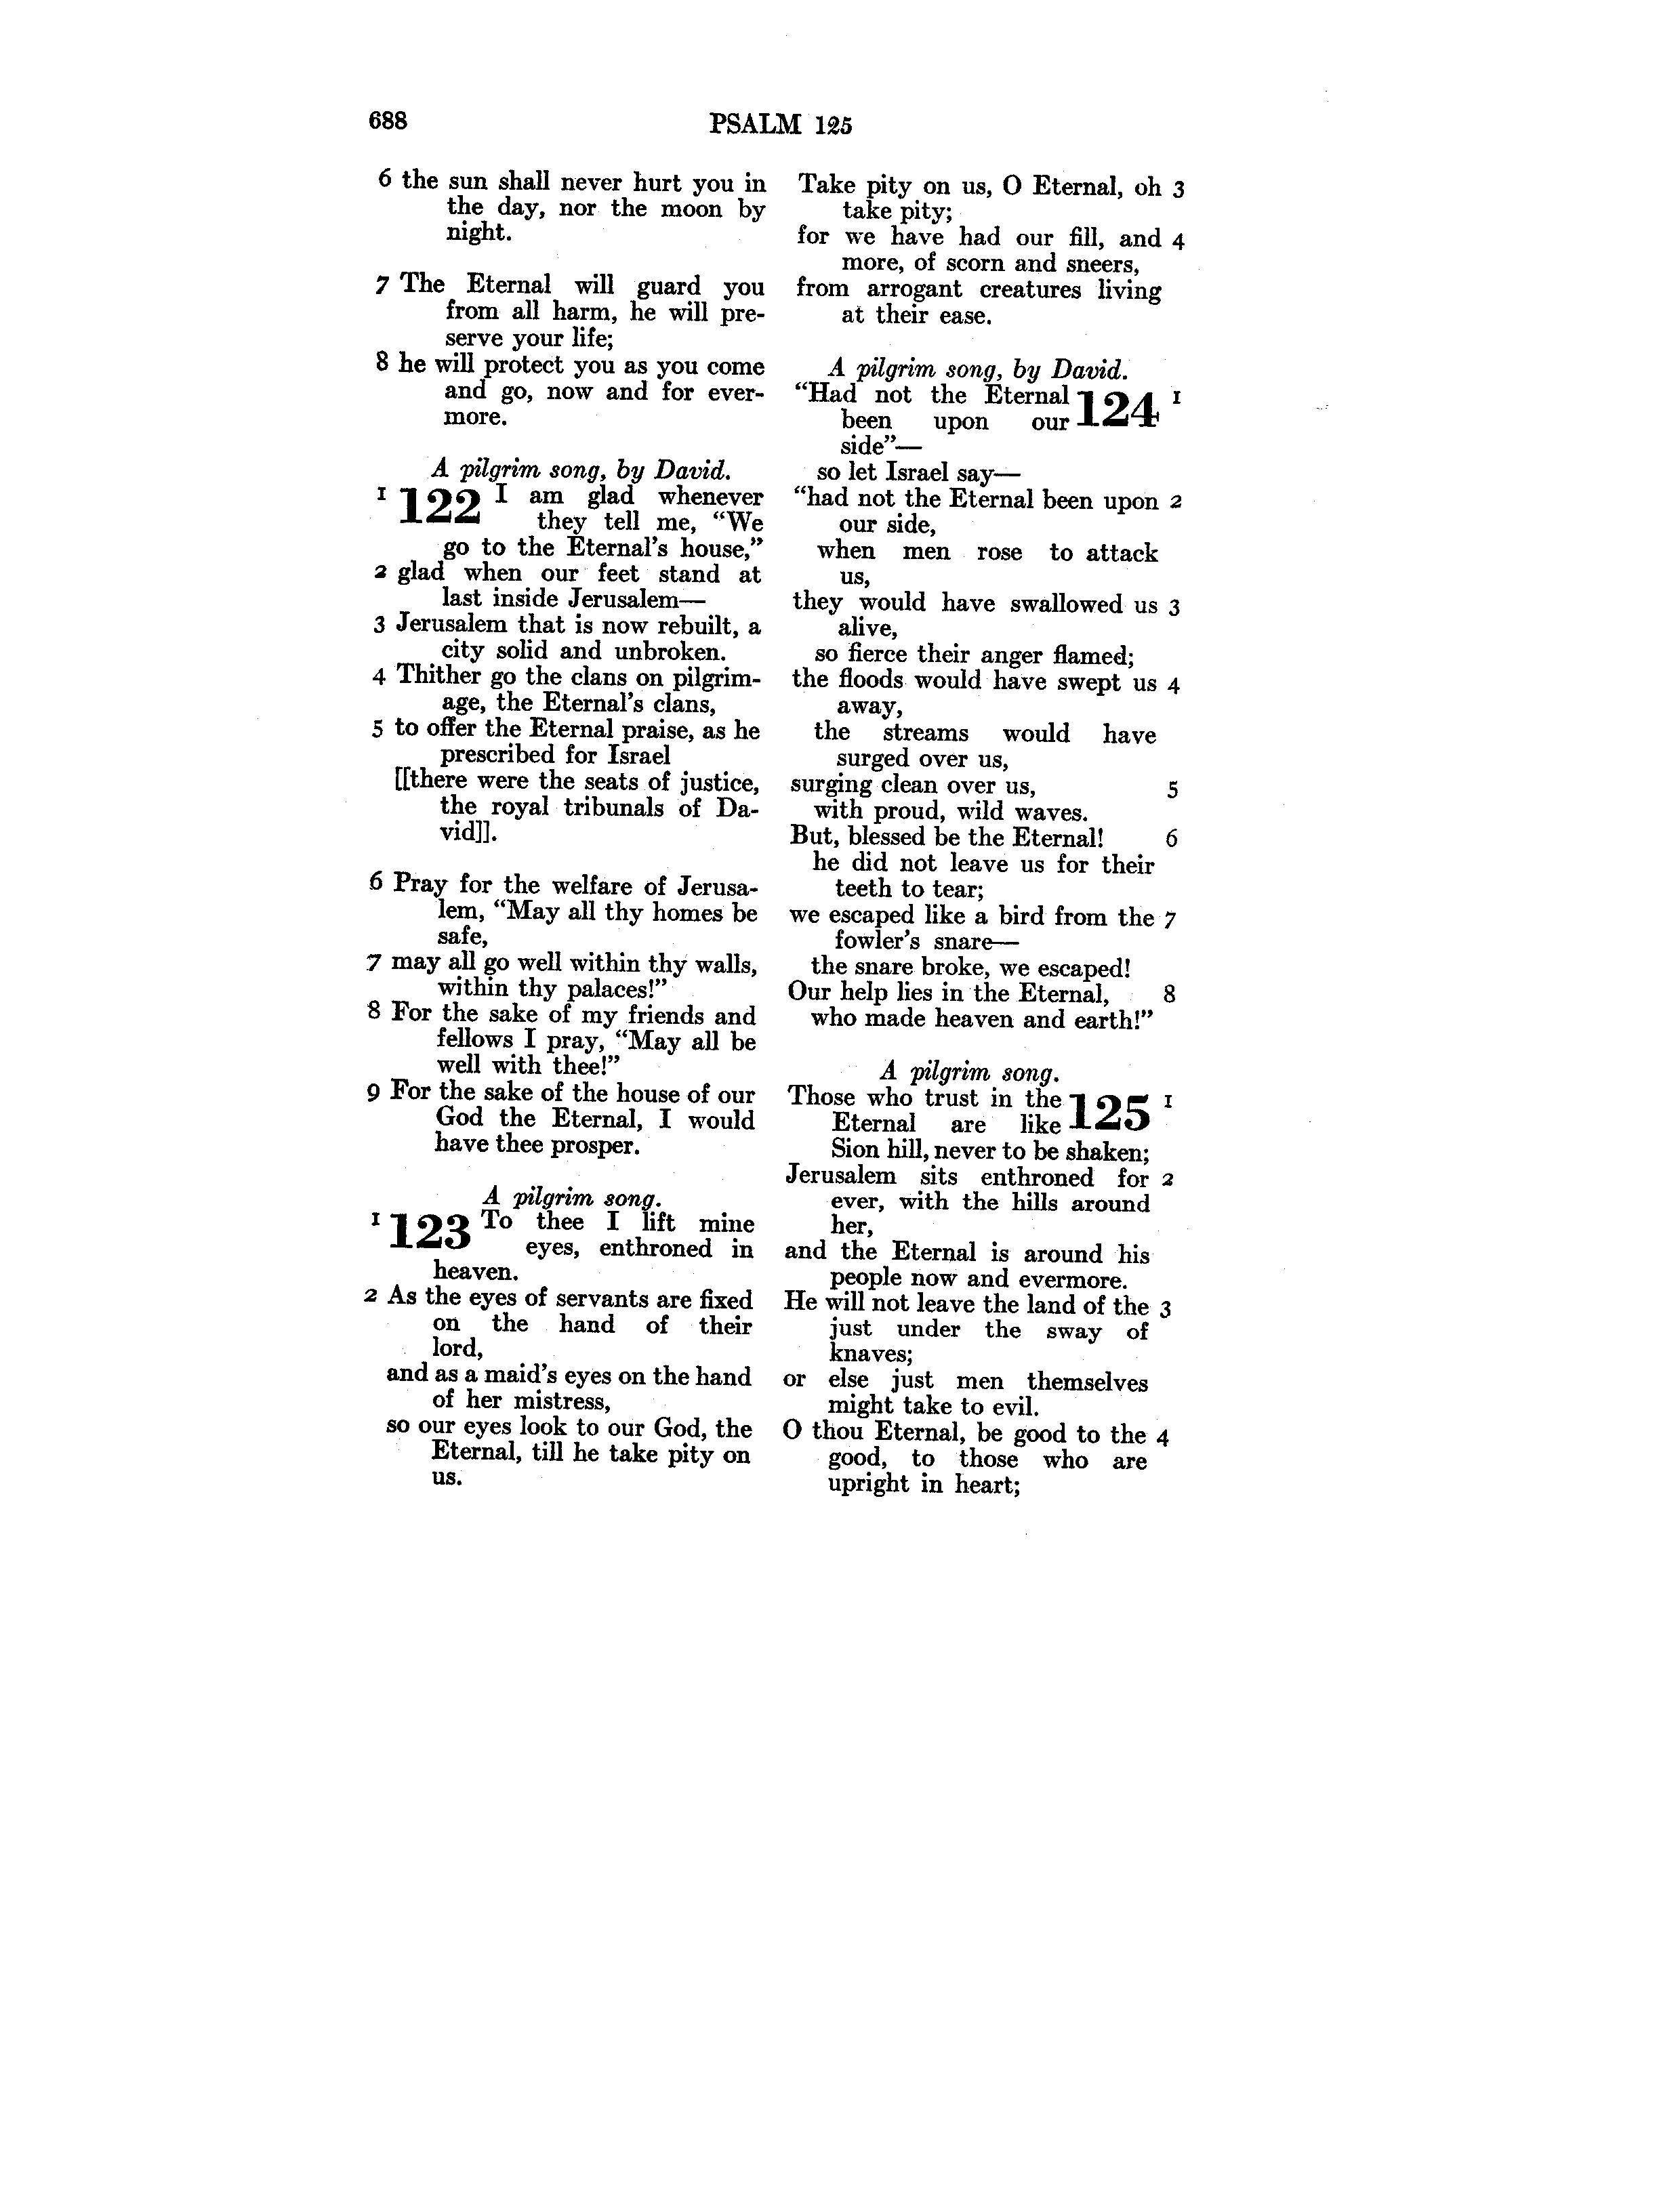 688
PSALM 125
6 the sun shall never hurt you in
the day, nor the moon by
night.
7 The Eternal will guard you
from all harm, he will pre-
serve your life;
8 he will protect you as you come
and go, now and for ever-
more.
A pilgrim song, by David.
1 122 I am glad whenever
they tell me, “We
go to the Eternal’s house,”
2 glad when our feet stand at
last inside Jerusalem—
3 Jerusalem that is now rebuilt, a
city solid and unbroken.
4 Thither go the clans on pilgrim-
age, the Eternal’s clans,
5 to offer the Eternal praise, as he
prescribed for Israel
[[there were the seats of justice,
the royal tribunals of Da-
vid]].
6 Pray for the welfare of Jerusa-
lem, “May all thy homes be
safe,
7 may all go well within thy walls,
within thy palaces!”
8 For the sake of my friends and
fellows I pray, “May all be
well with thee!”
9 For the sake of the house of our
God the Eternal, I would
have thee prosper.
A pilgrim song.
1 123 To thee I lift mine
eyes, enthroned in
heaven.
2 As the eyes of servants are fixed
on the hand of their
lord,
and as a maid’s eyes on the hand
of her mistress,
so our eyes look to our God, the
Eternal, till he take pity on
us.
Take pity on us, O Eternal, oh 3
take pity;
for we have had our fill, and 4
more, of scorn and sneers,
from arrogant creatures living
at their ease.
A pilgrim song, by David.
“Had not the Eternal 124 1
been upon our
side”—
so let Israel say—
“had not the Eternal been upon 2
our side,
when men rose to attack
us,
they would have swallowed us 3
alive,
so fierce their anger flamed;
the floods would have swept us 4
away,
the streams would have
surged over us,
surging clean over us, 5
with proud, wild waves.
But, blessed be the Eternal! 6
he did not leave us for their
teeth to tear;
we escaped like a bird from the 7
fowler’s snare—
the snare broke, we escaped!
Our help lies in the Eternal, 8
who made heaven and earth!”
A pilgrim song.
Those who trust in the 125 1
Eternal are like
Sion hill, never to be shaken;
Jerusalem sits enthroned for 2
ever, with the hills around
her,
and the Eternal is around his
people now and evermore.
He will not leave the land of the 3
just under the sway of
knaves;
or else just men themselves
might take to evil.
O thou Eternal, be good to the 4
good, to those who are
upright in heart;